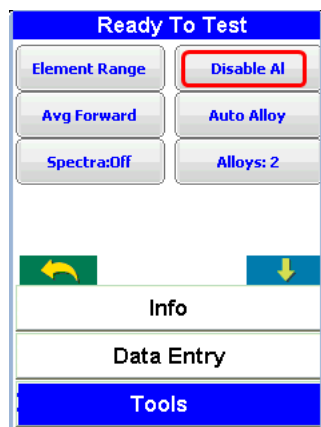 Ready To Test
Element Range
Disable Al
Avg Forward
Auto Alloy
Spectra:Off
Alloys: 2
Info
Data Entry
Tools